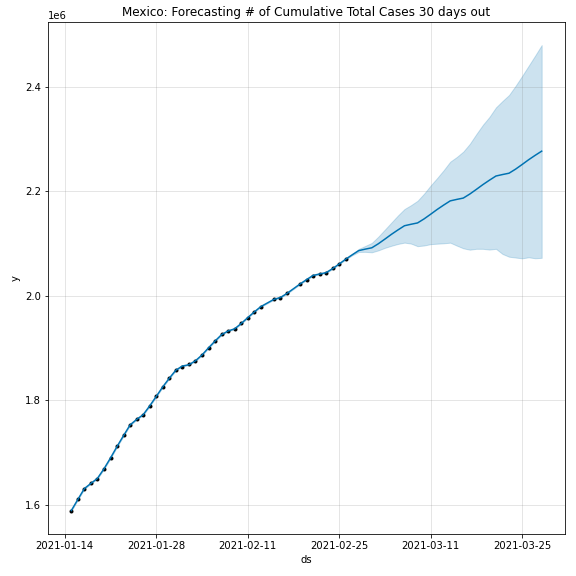 Mexico: Forecasting # of Cumulative Total Cases 30 days out
1e6
2.4
2.2
2.0
1.8
1.6
y
2021-01-14 2021-01-28 2021-02-11 2021-02-25 2021-03-11 2021-03-25
ds